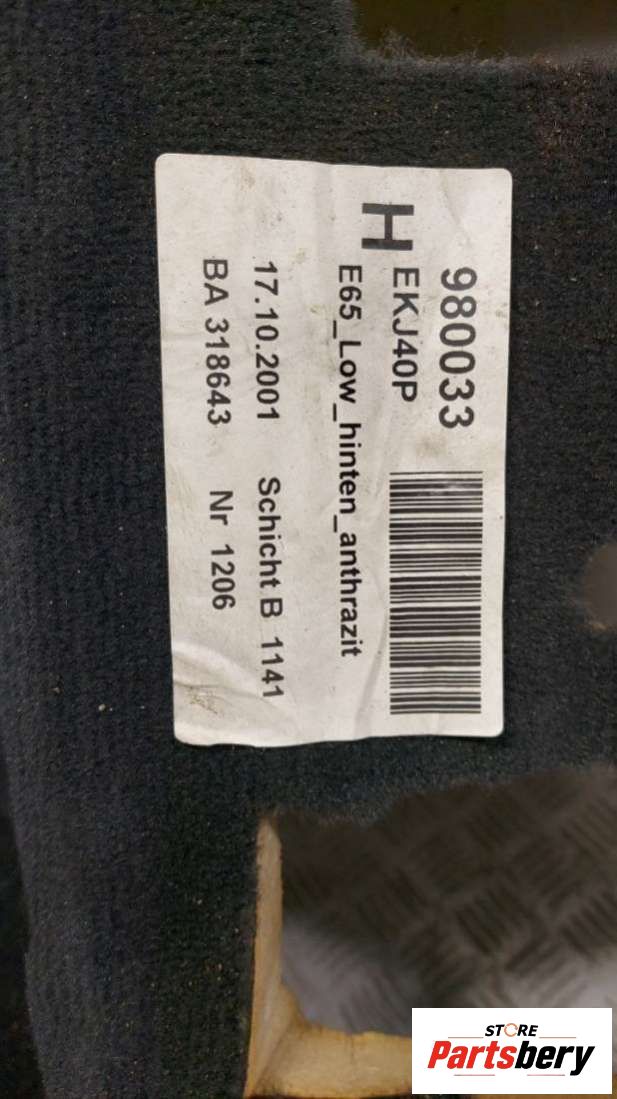 980033
H EKJ40P
E65_Low_hinten_anthrazit
17.10.2001 Schicht B 1141
BA 318643 Nr 1206
STORE
Partsbery